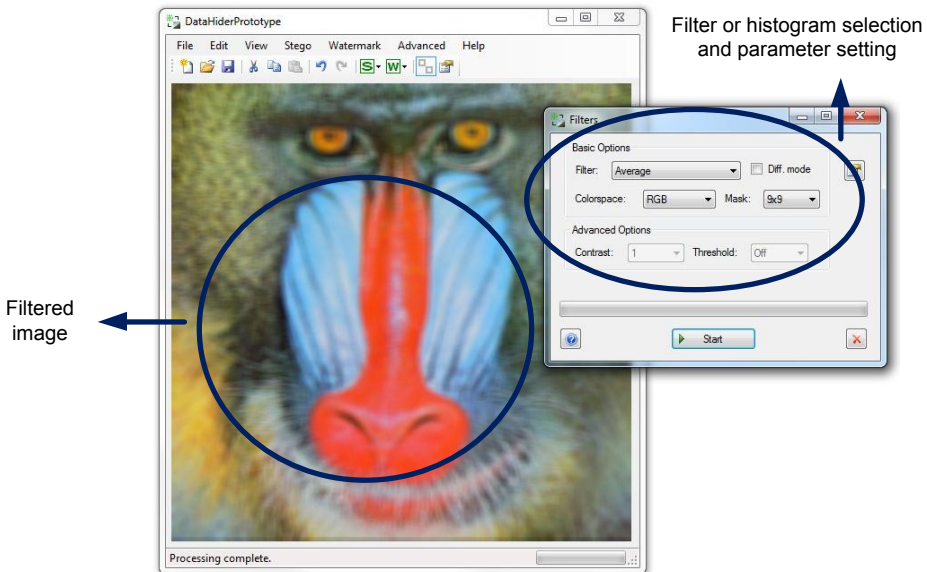 DataHiderPrototype
File Edit View Stego Watermark Advanced Help
S W
Filter or histogram selection
and parameter setting
Filters
Basic Options
Filter: Average Diff. mode
Colorspace: RGB Mask: 9x9
Advanced Options
Contrast: 1 Threshold: Off
Start
Filtered
image
Processing complete.